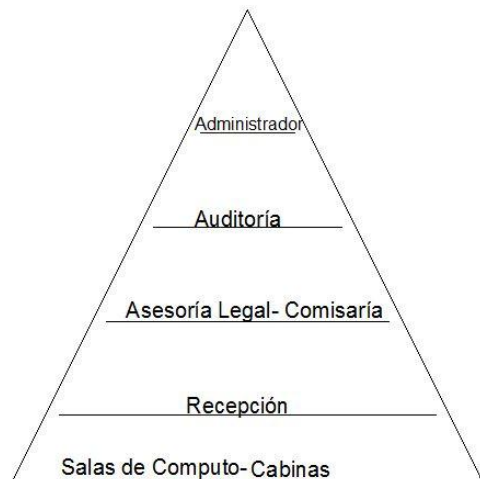 Administrador
Auditoría
Asesoría Legal- Comisaría
Recepción
Salas de Computo- Cabinas